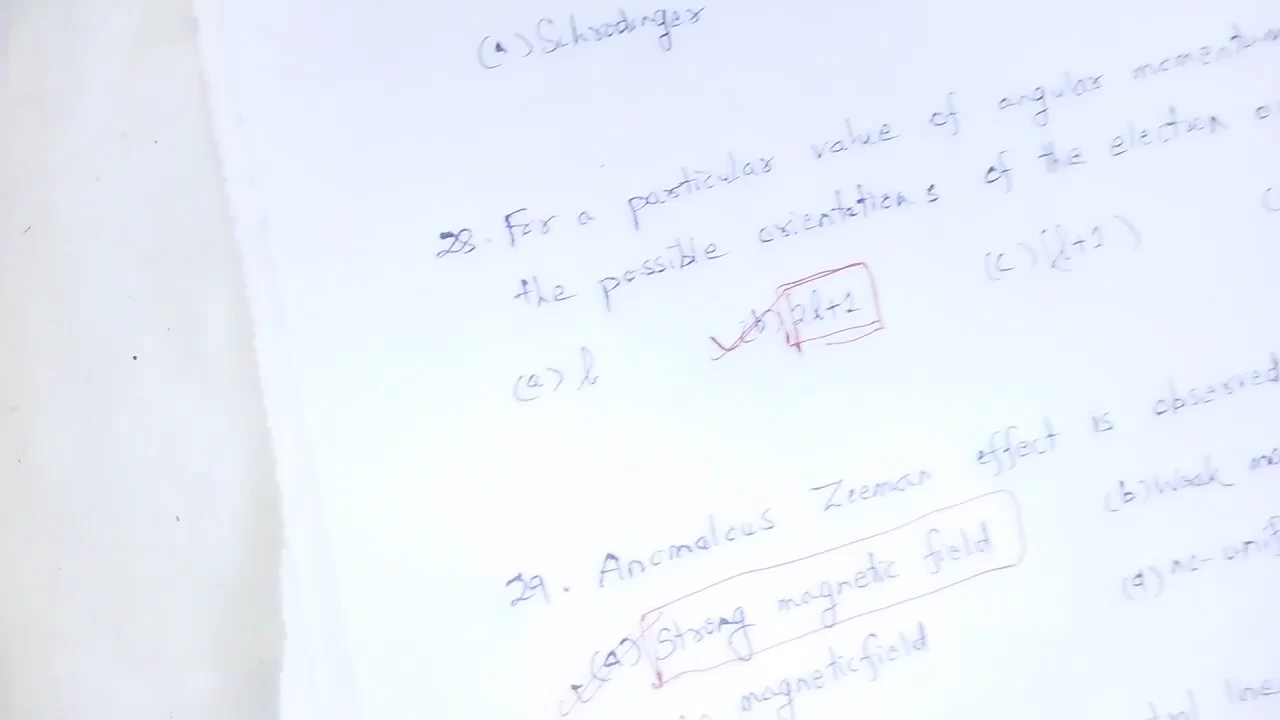 (a) Schrodinger
28. For a particular value of angular momentum
the possible orientations of the electron
(a) l (b) 2l+1 (c) (l+1)
29. Anomalous Zeeman effect is observed
(a) Strong magnetic field (b) Weak
magnetic field (d)